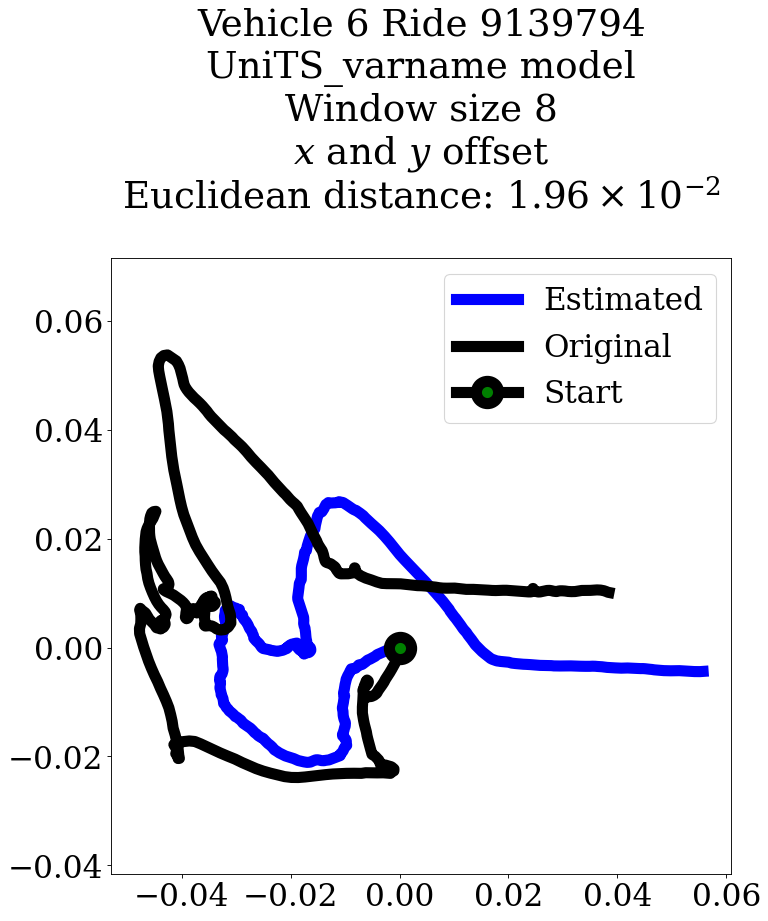 Vehicle 6 Ride 9139794
UniTS_varname model
Window size 8
x and y offset
Euclidean distance: 1.96 × 10⁻²
Estimated
Original
Start
0.06
0.04
0.02
0.00
−0.02
−0.04
−0.04 −0.02 0.00 0.02 0.04 0.06